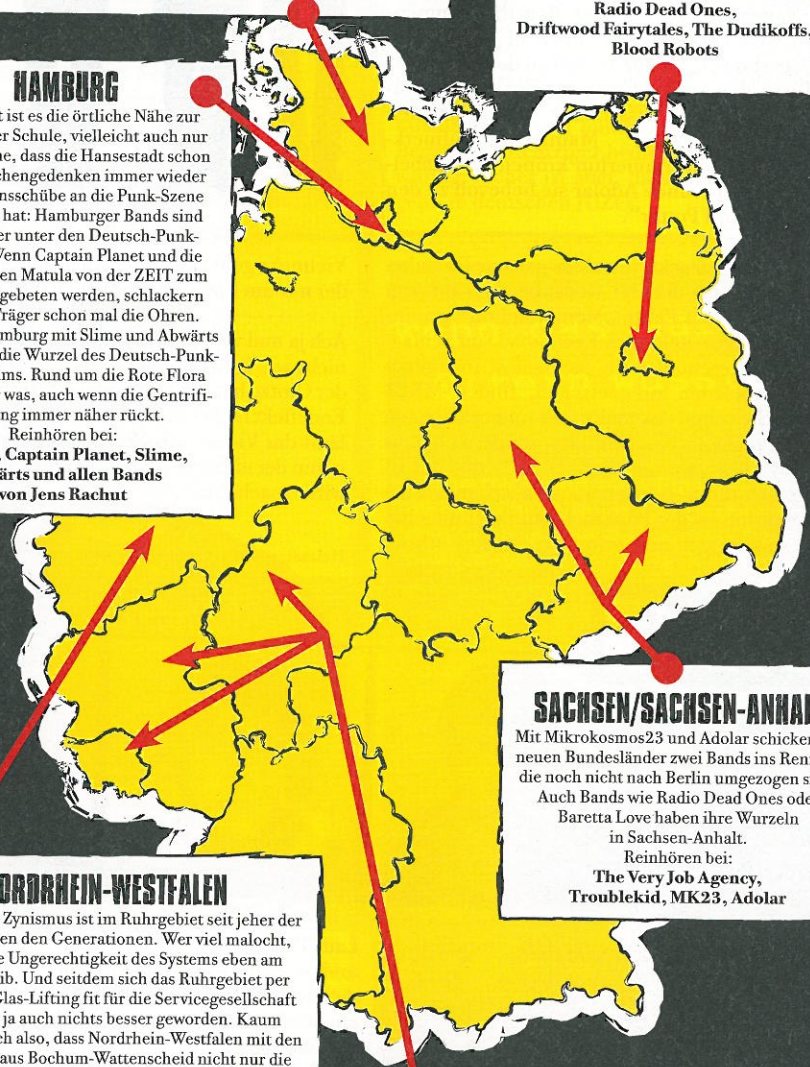 Radio Dead Ones,
Driftwood Fairytales, The Dudikoffs,
Blood Robots
HAMBURG
t ist es die örtliche Nähe zur
er Schule, vielleicht auch nur
he, dass die Hansestadt schon
chengedenken immer wieder
nsschübe an die Punk-Szene
hat: Hamburger Bands sind
er unter den Deutsch-Punk-
Wenn Captain Planet und die
en Matula von der ZEIT zum
gebeten werden, schlackern
Träger schon mal die Ohren.
mburg mit Slime und Abwärts
die Wurzel des Deutsch-Punk-
ms. Rund um die Rote Flora
was, auch wenn die Gentrifi-
ng immer näher rückt.
Reinhören bei:
, Captain Planet, Slime,
ärts und allen Bands
von Jens Rachut
SACHSEN/SACHSEN-ANHA
Mit Mikrokosmos23 und Adolar schicken
neuen Bundesländer zwei Bands ins Ren
die noch nicht nach Berlin umgezogen s
Auch Bands wie Radio Dead Ones ode
Baretta Love haben ihre Wurzeln
in Sachsen-Anhalt.
Reinhören bei:
The Very Job Agency,
Troublekid, MK23, Adolar
ORDRHEIN-WESTFALEN
Zynismus ist im Ruhrgebiet seit jeher der
en den Generationen. Wer viel malocht,
e Ungerechtigkeit des Systems eben am
ib. Und seitdem sich das Ruhrgebiet per
Glas-Lifting fit für die Servicegesellschaft
ja auch nichts besser geworden. Kaum
ch also, dass Nordrhein-Westfalen mit den
aus Bochum-Wattenscheid nicht nur die